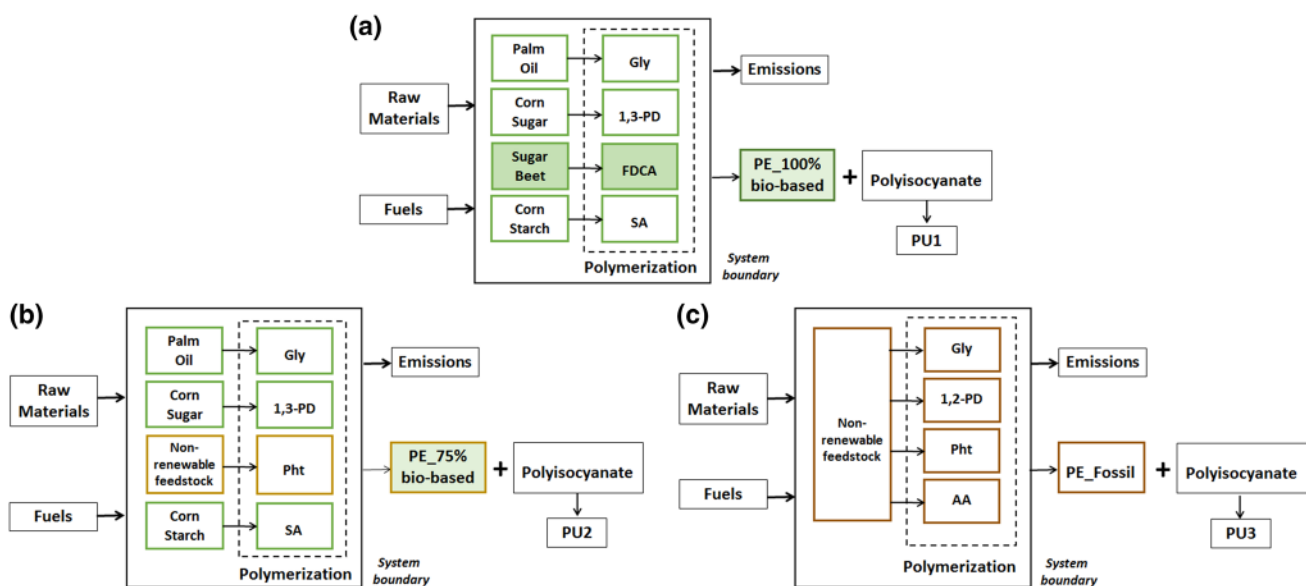 (a)
Raw
Materials
Fuels
Palm
Oil
Gly
Corn
Sugar
1,3-PD
Sugar
Beet
FDCA
Corn
Starch
SA
Polymerization
System
boundary
Emissions
PE_100%
bio-based
+
Polyisocyanate
PU1
(b)
Raw
Materials
Fuels
Palm
Oil
Gly
Corn
Sugar
1,3-PD
Non-
renewable
feedstock
Pht
Corn
Starch
SA
Polymerization
System
boundary
Emissions
PE_75%
bio-based
+
Polyisocyanate
PU2
(c)
Raw
Materials
Fuels
Non-
renewable
feedstock
Gly
1,2-PD
Pht
AA
Polymerization
System
boundary
Emissions
PE_Fossil
+
Polyisocyanate
PU3